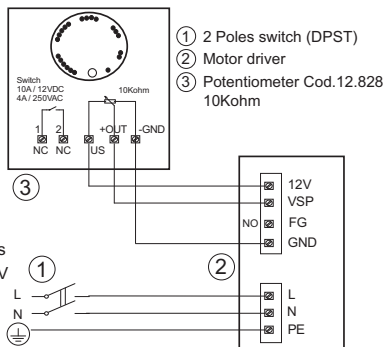 1 2 Poles switch (DPST)
2 Motor driver
3 Potentiometer Cod.12.828
10Kohm
Switch
10A / 12VDC
4A / 250VAC
10Kohm
1 2 +OUT -GND
NC NC US
3
12V
VSP
NO FG
GND
s
V
1
2
L
N
L
N
PE